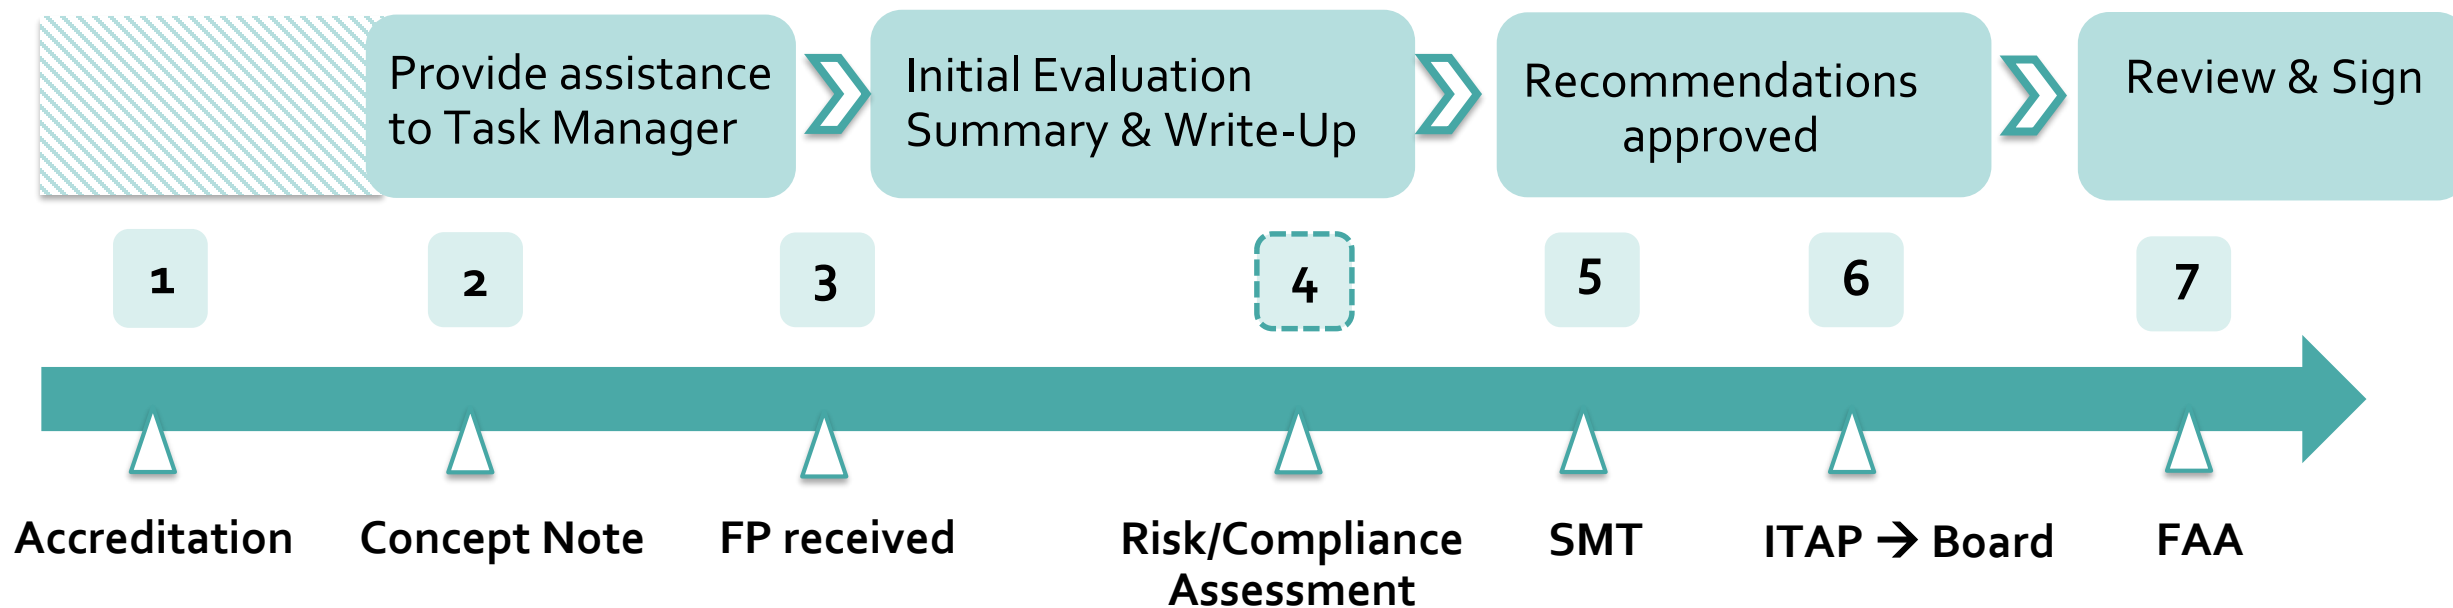 Provide assistance
to Task Manager
Initial Evaluation
Summary & Write-Up
Recommendations
approved
Review & Sign
1
2
3
4
5
6
7
Accreditation
Concept Note
FP received
Risk/Compliance
Assessment
SMT
ITAP → Board
FAA